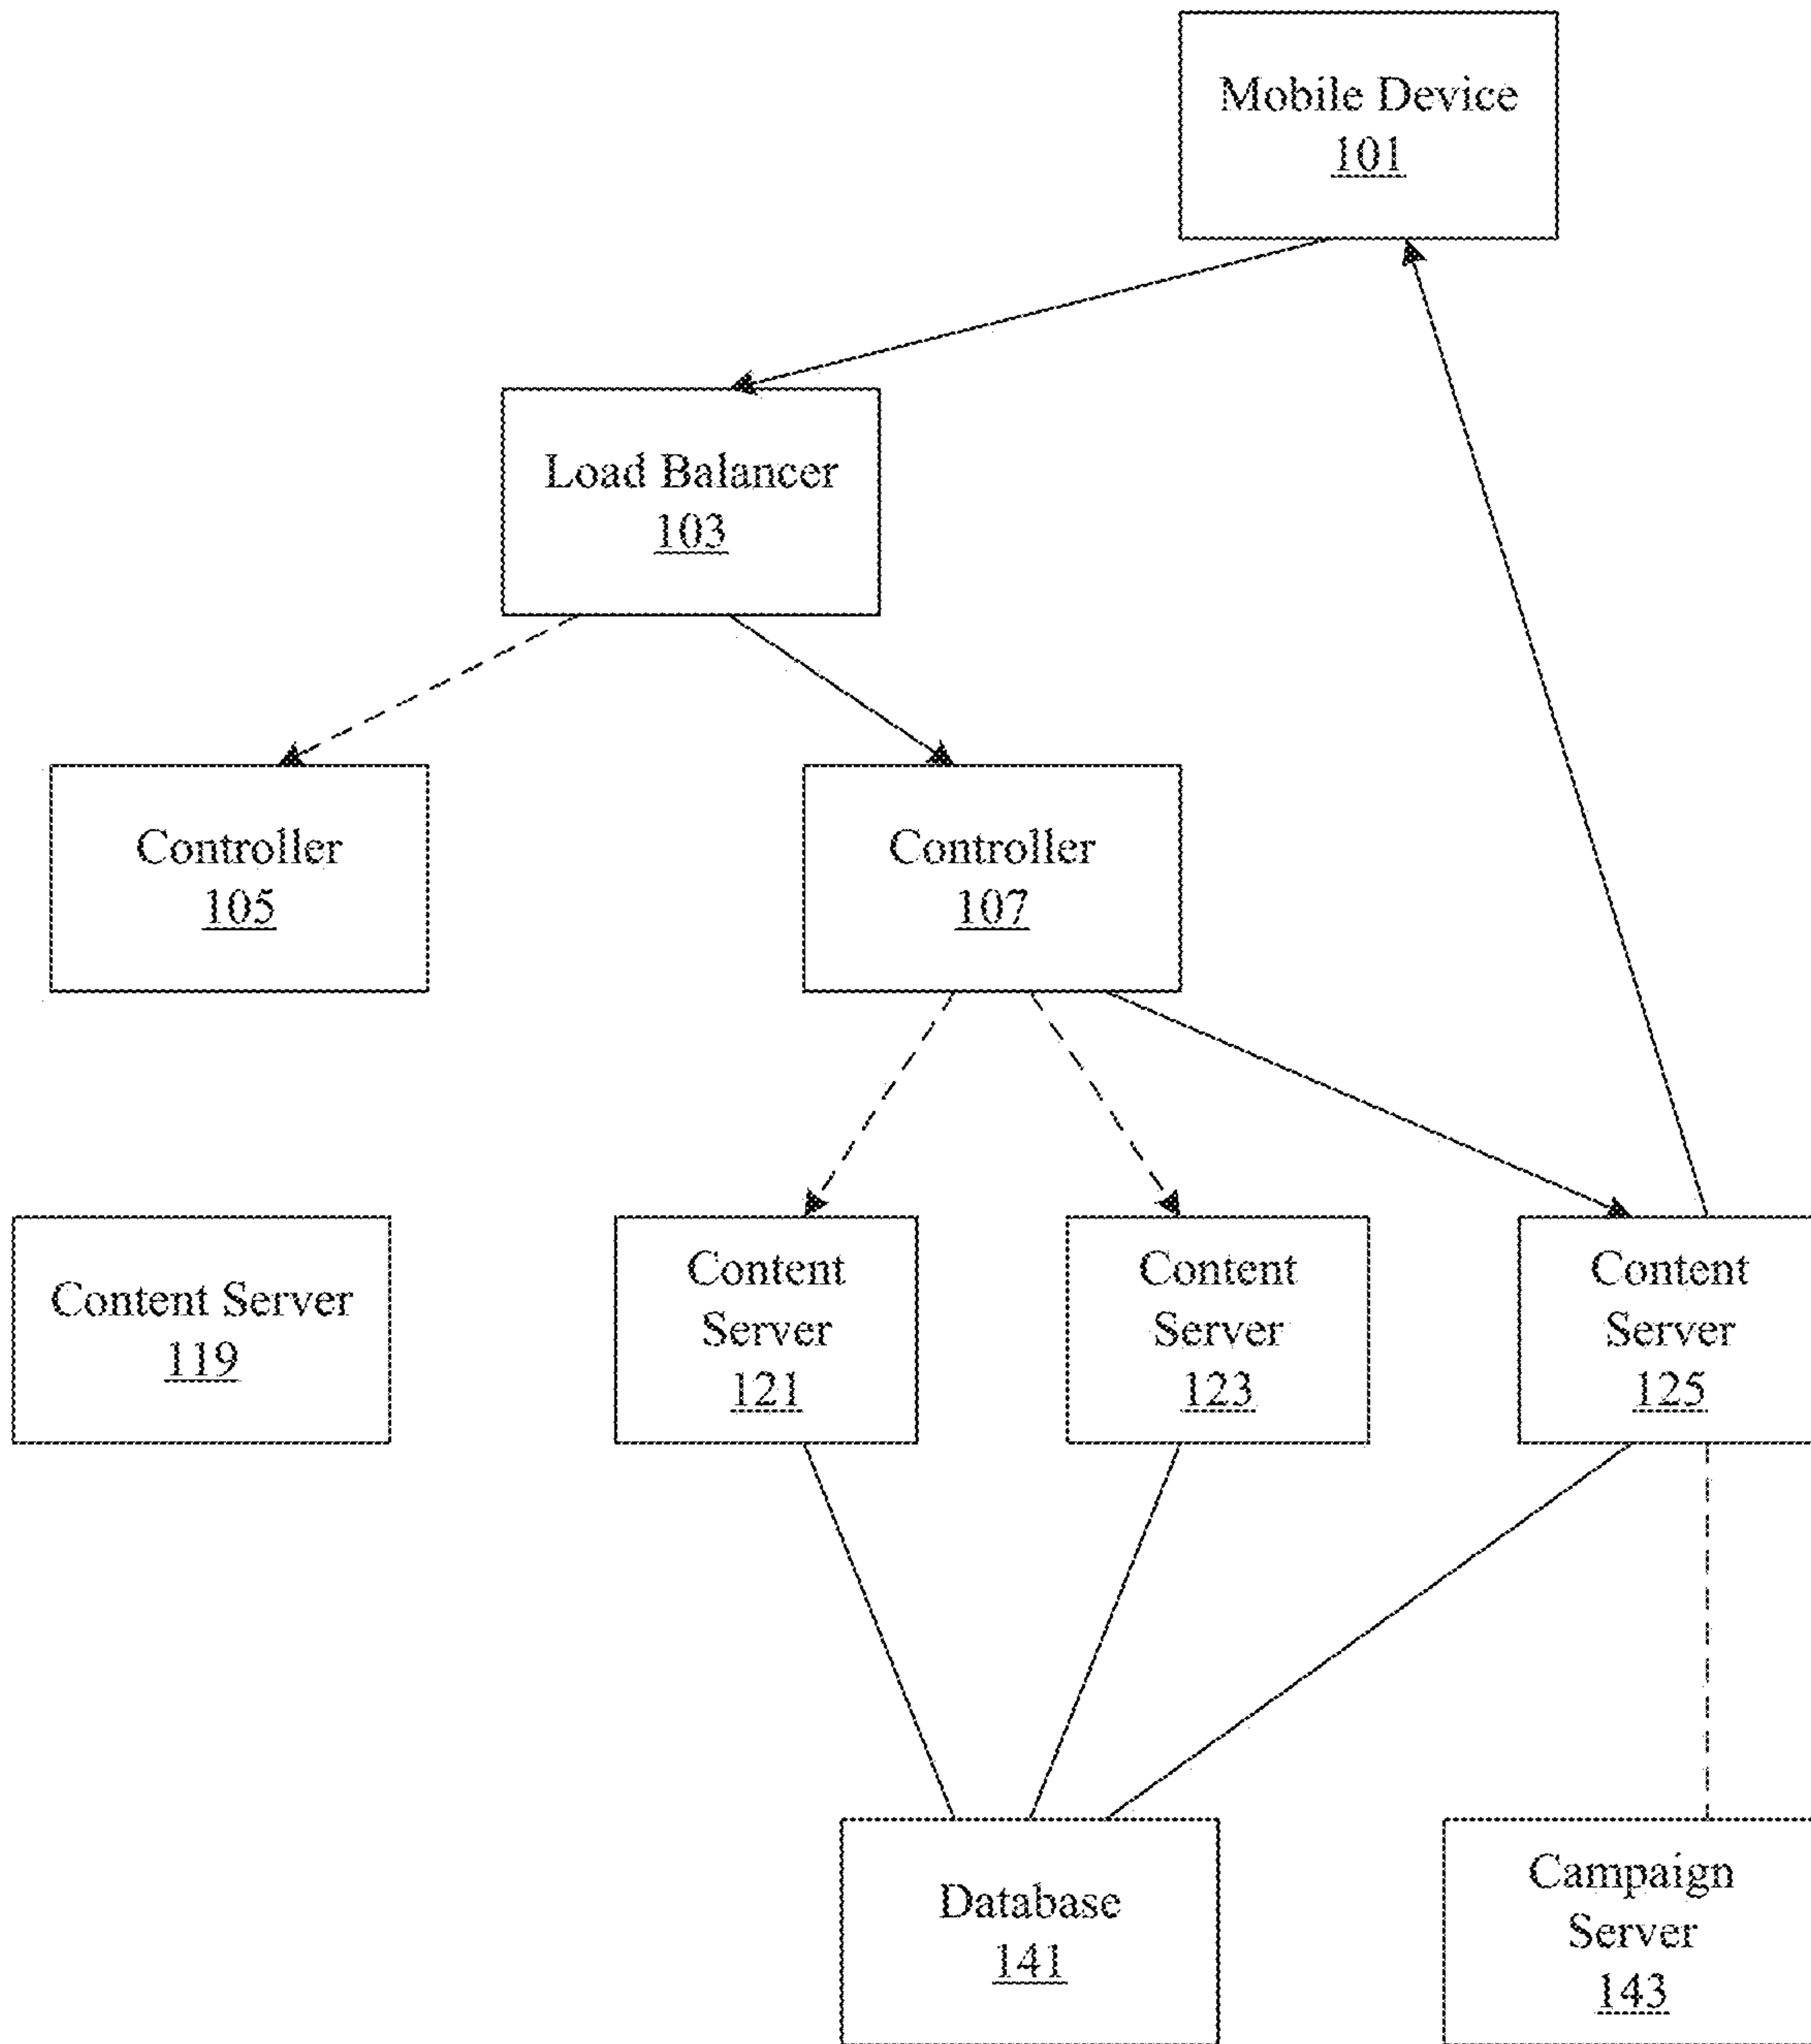 Mobile Device
101
Load Balancer
103
Controller
105
Controller
107
Content Server
119
Content
Server
121
Content
Server
123
Content
Server
125
Database
141
Campaign
Server
143